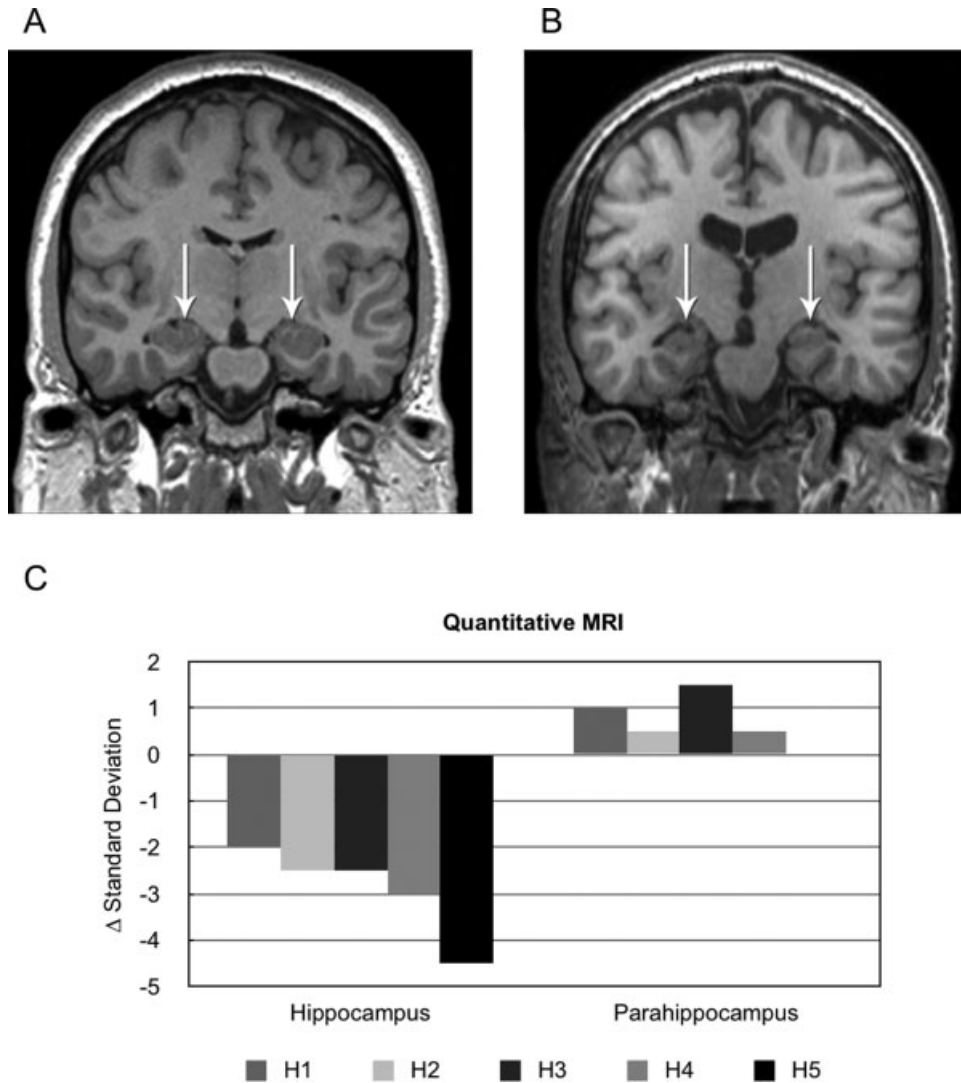 A
B
C
Quantitative MRI
Δ Standard Deviation
2
1
0
-1
-2
-3
-4
-5
Hippocampus Parahippocampus
H1 H2 H3 H4 H5